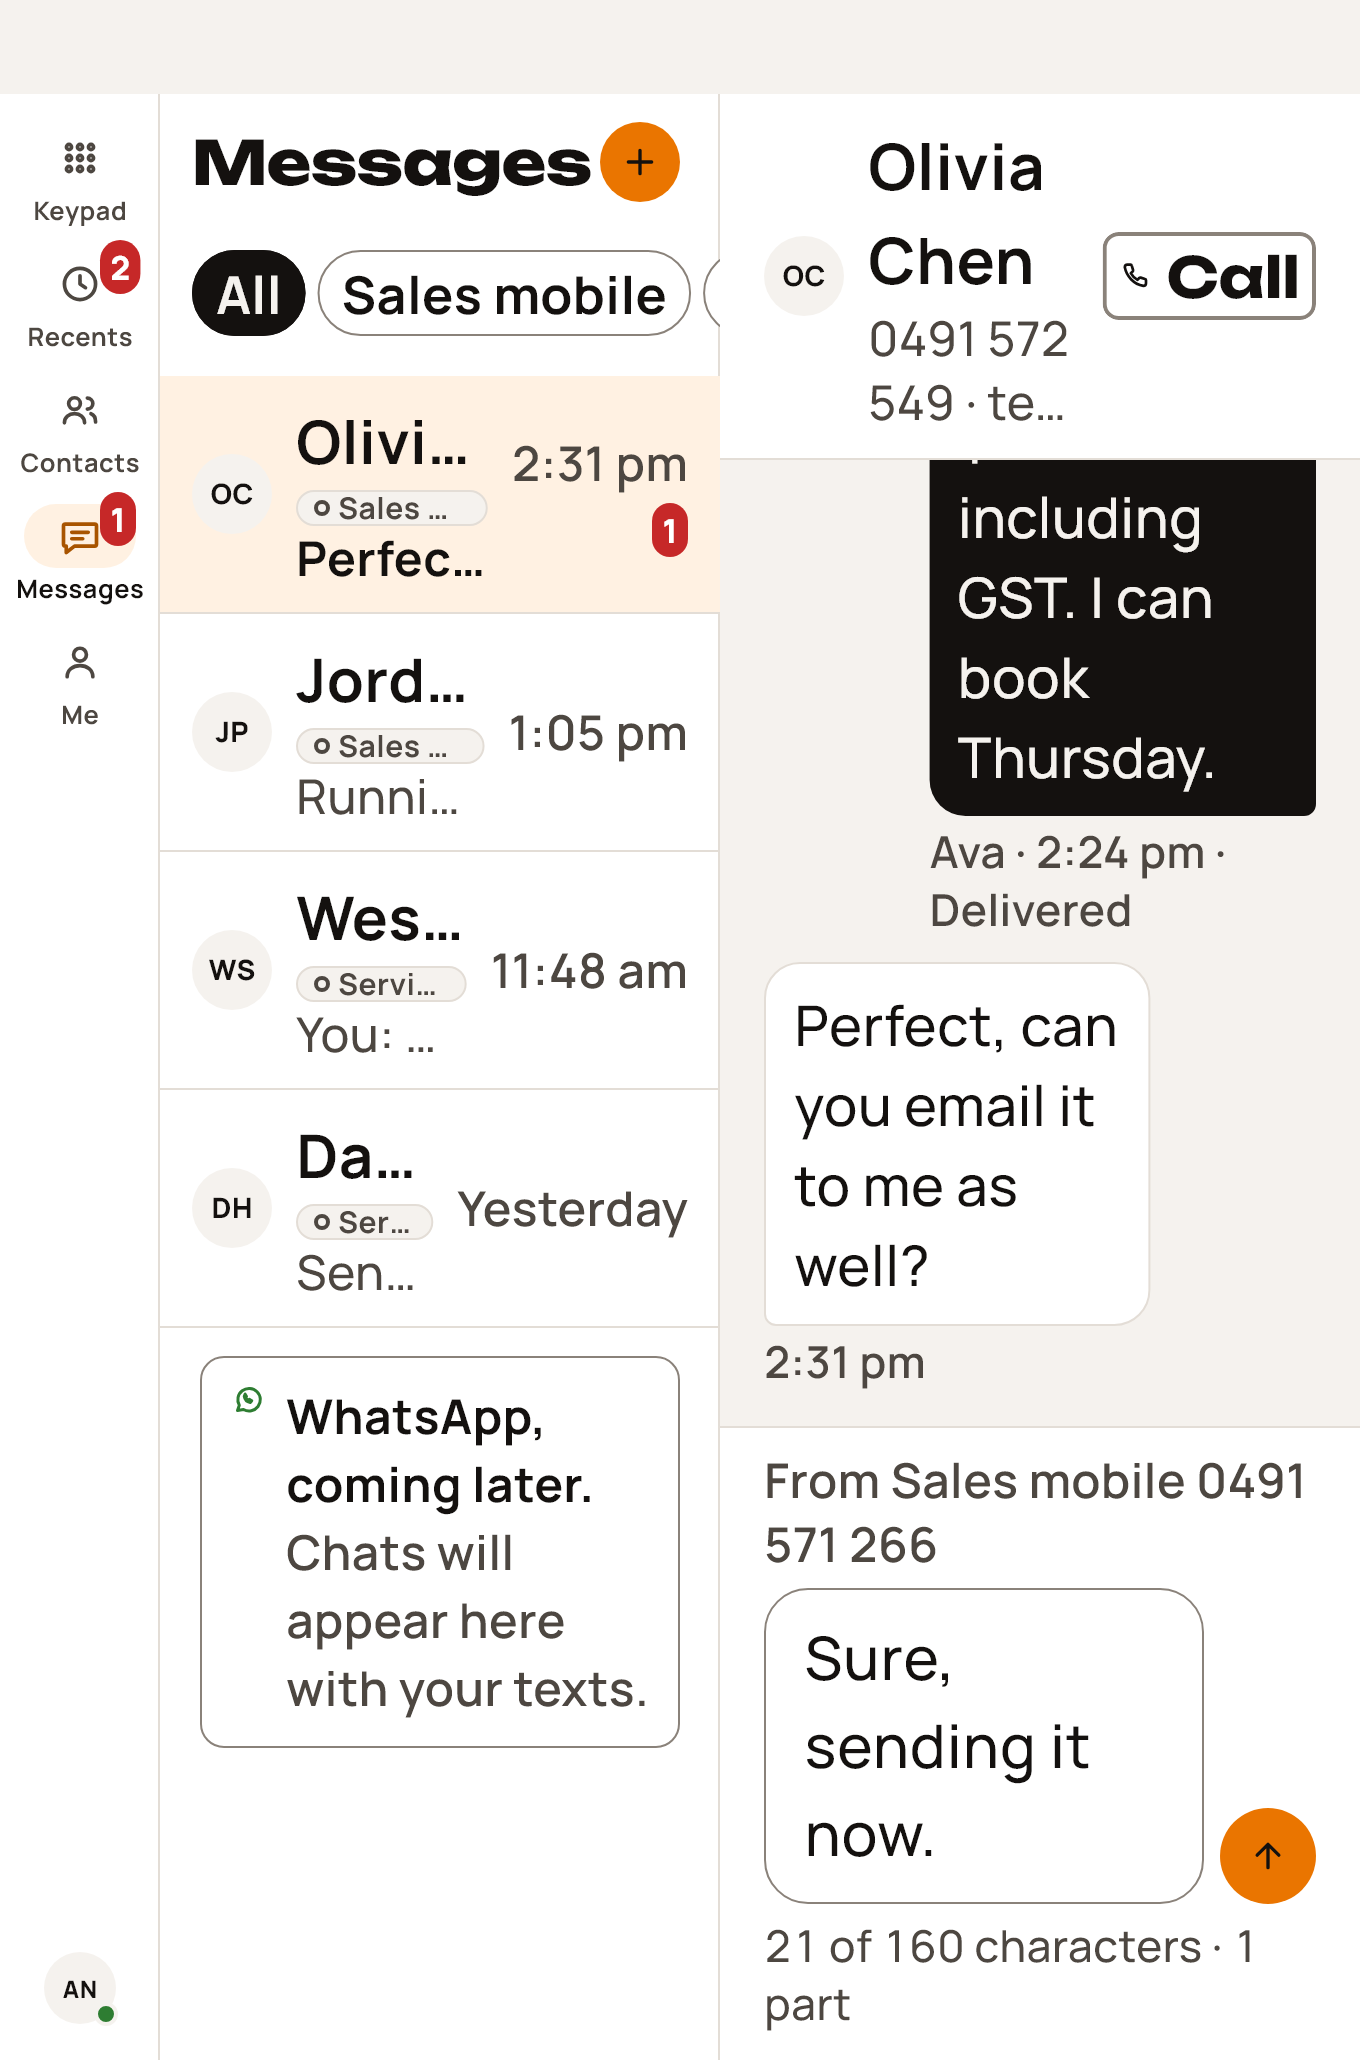 Keypad
2
Recents
Contacts
1
Messages
Me
AN
Messages
All
Sales mobile
OC
Olivi...
2:31 pm
Sales ...
1
Perfec...
JP
Jord...
Sales ...
1:05 pm
Runni...
WS
Wes...
Servi...
11:48 am
You: ...
DH
Da...
Ser...
Yesterday
Sen...
WhatsApp,
coming later.
Chats will
appear here
with your texts.
OC
Olivia
Chen
0491 572
549 · te...
Call
including
GST. I can
book
Thursday.
Ava · 2:24 pm ·
Delivered
Perfect, can
you email it
to me as
well?
2:31 pm
From Sales mobile 0491
571 266
Sure,
sending it
now.
21 of 160 characters · 1
part